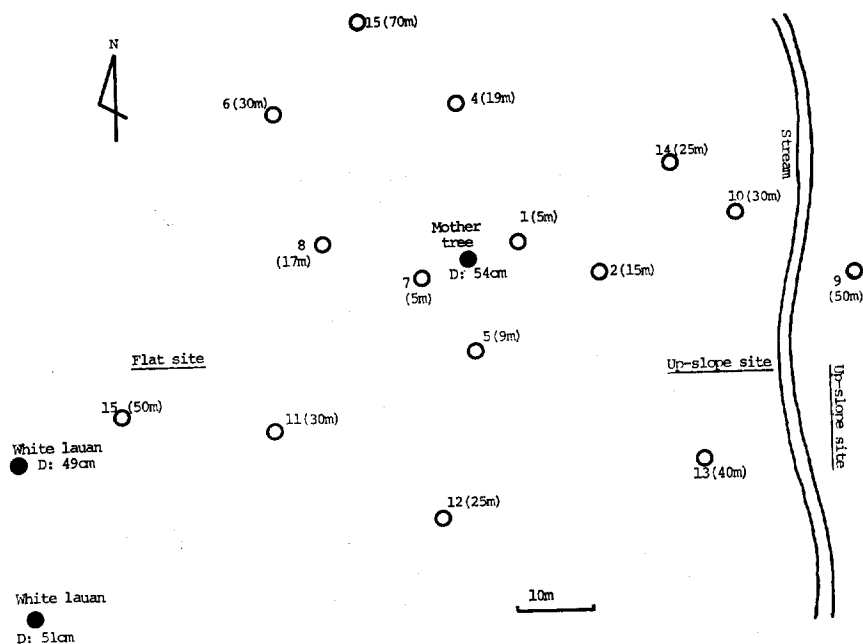 15(70m)
N
6(30m)
4(19m)
Stream
14(25m)
10(30m)
1(5m)
Mother
tree
D: 54cm
8
(17m)
7
(5m)
2(15m)
9
(50m)
5(9m)
Flat site
Up-slope site
Up-slope site
15 (50m)
11(30m)
White lauan
D: 49cm
13(40m)
12(25m)
10m
White lauan
D: 51cm